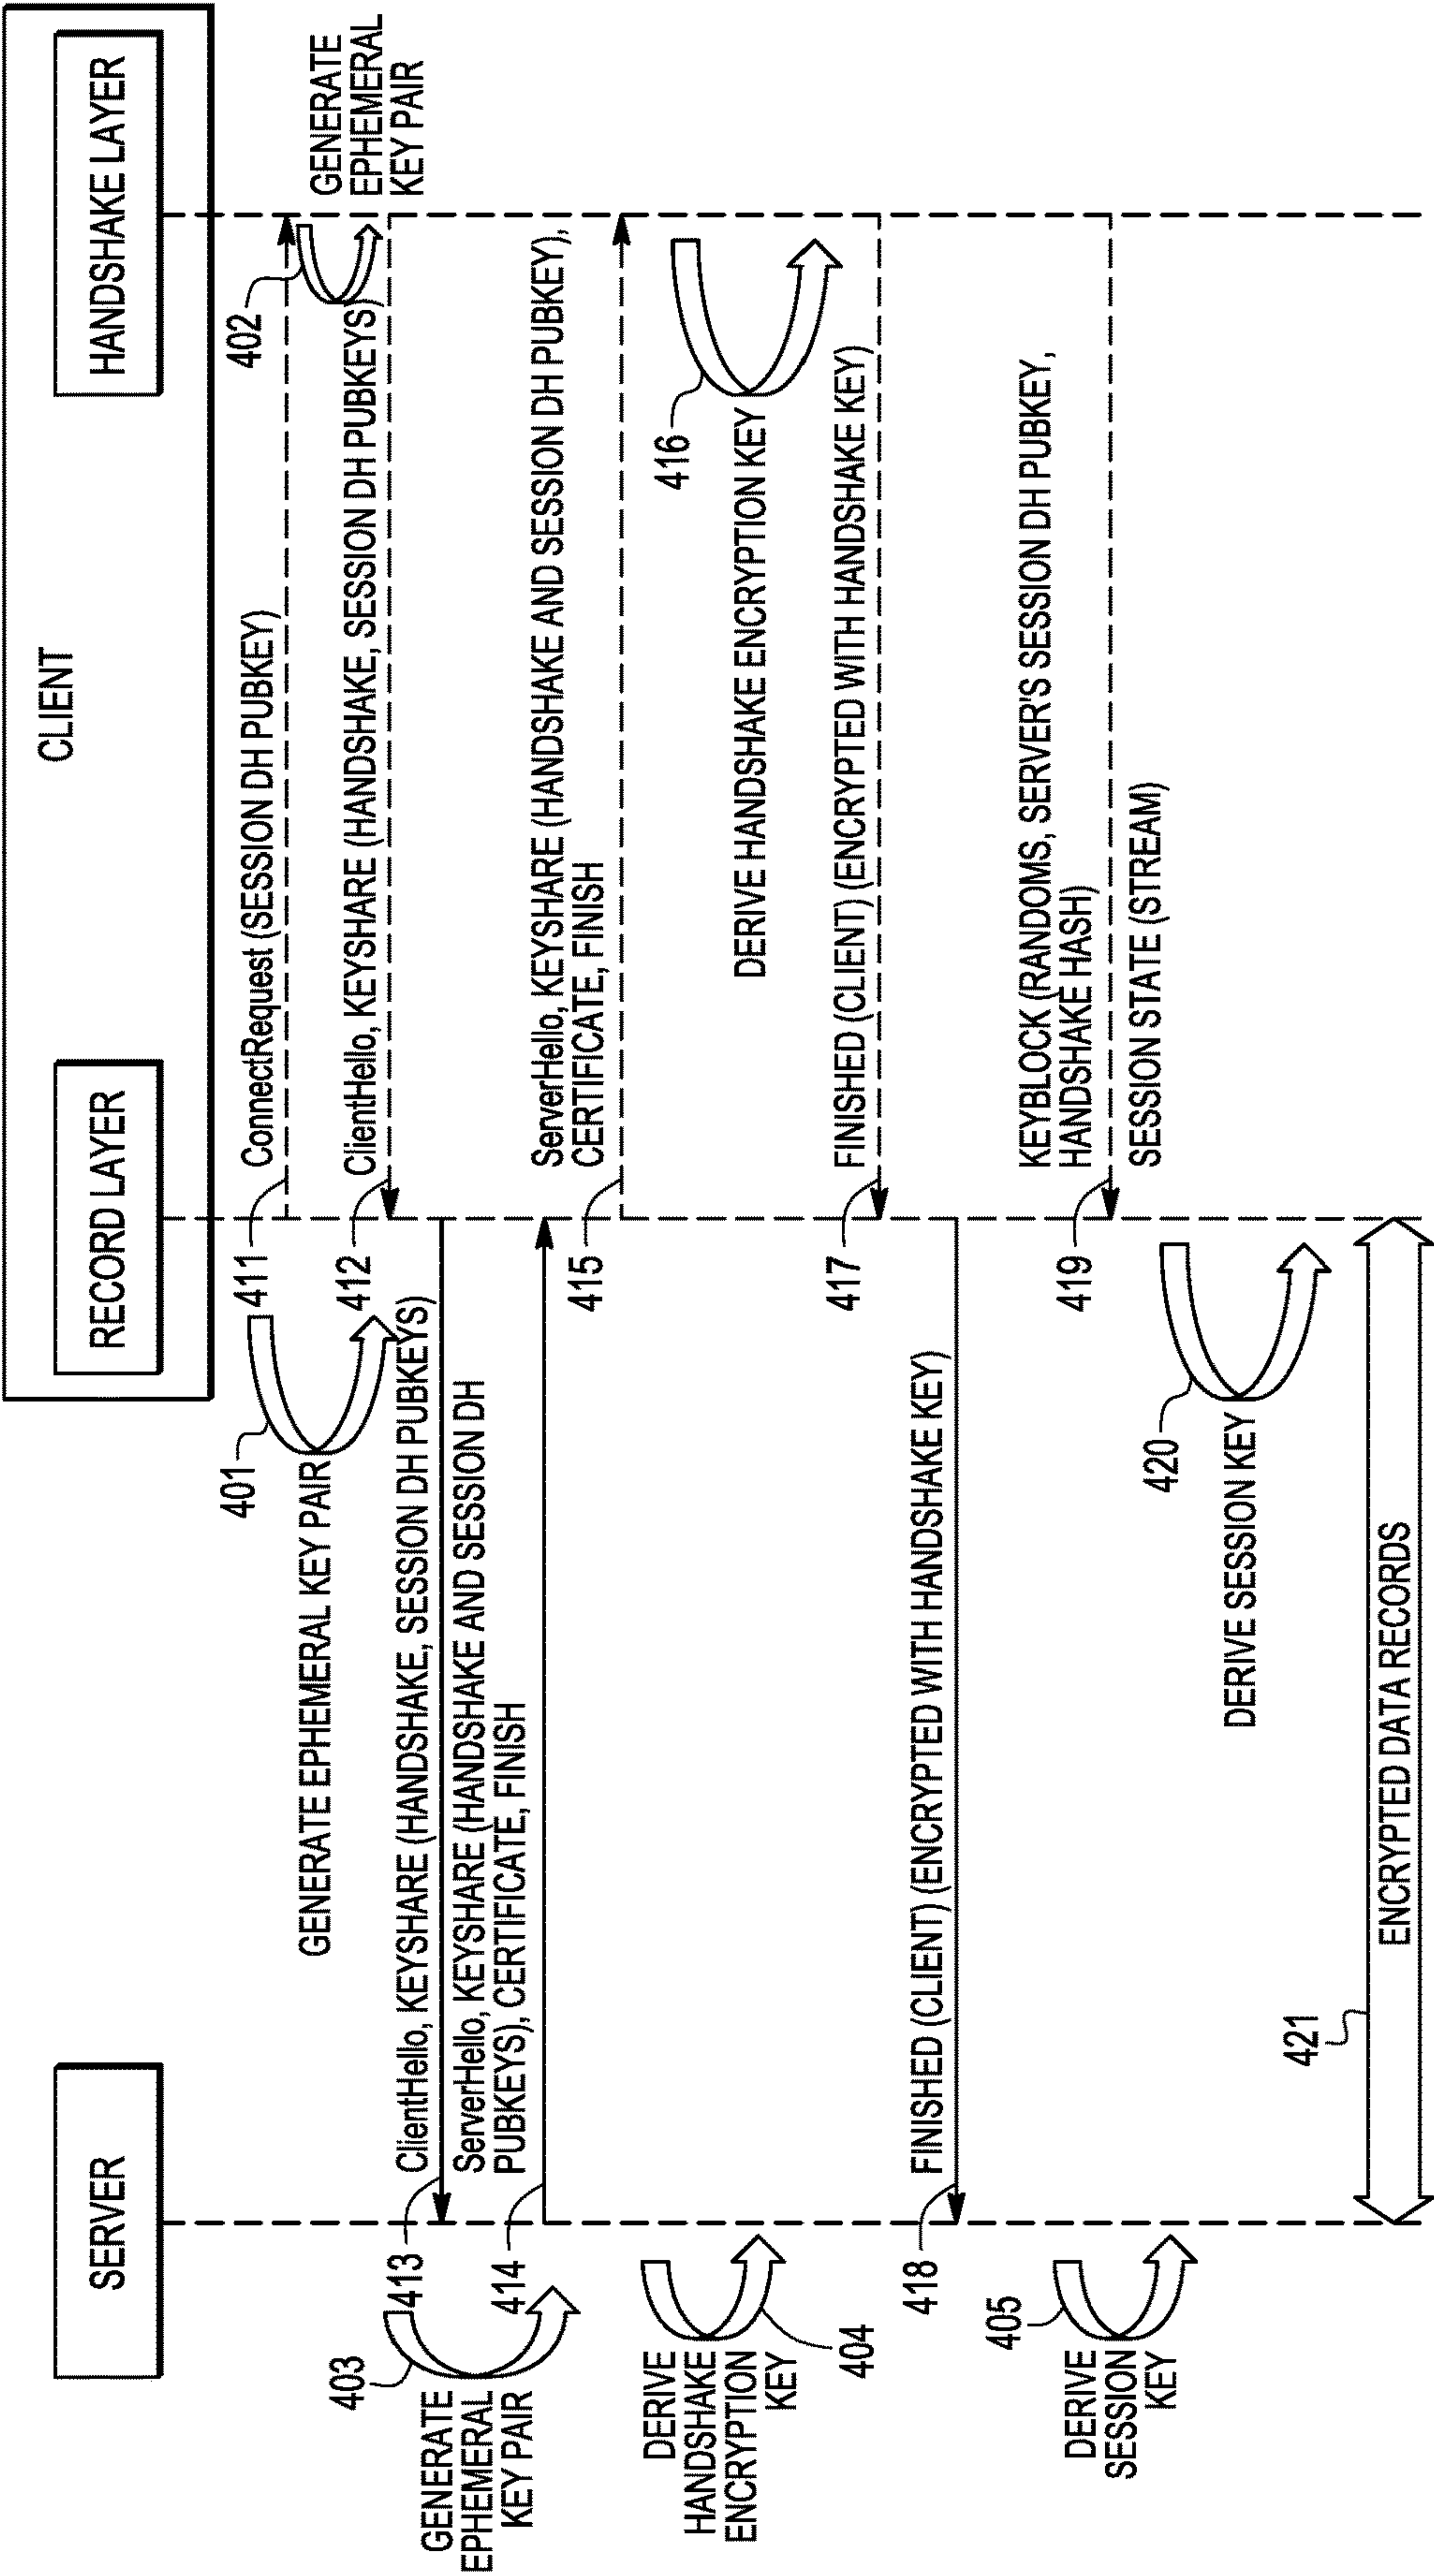 CLIENT
SERVER
RECORD LAYER
HANDSHAKE LAYER
401
GENERATE EPHEMERAL KEY PAIR
411
ConnectRequest (SESSION DH PUBKEY)
402
GENERATE
EPHEMERAL
KEY PAIR
412
ClientHello, KEYSHARE (HANDSHAKE, SESSION DH PUBKEYS)
413
ClientHello, KEYSHARE (HANDSHAKE, SESSION DH PUBKEYS)
403
GENERATE
EPHEMERAL
KEY PAIR
414
ServerHello, KEYSHARE (HANDSHAKE AND SESSION DH
PUBKEYS), CERTIFICATE, FINISH
415
ServerHello, KEYSHARE (HANDSHAKE AND SESSION DH PUBKEY),
CERTIFICATE, FINISH
404
DERIVE
HANDSHAKE
ENCRYPTION
KEY
416
DERIVE HANDSHAKE ENCRYPTION KEY
417
FINISHED (CLIENT) (ENCRYPTED WITH HANDSHAKE KEY)
418
FINISHED (CLIENT) (ENCRYPTED WITH HANDSHAKE KEY)
405
DERIVE
SESSION
KEY
419
KEYBLOCK (RANDOMS, SERVER'S SESSION DH PUBKEY,
HANDSHAKE HASH)
SESSION STATE (STREAM)
420
DERIVE SESSION KEY
421
ENCRYPTED DATA RECORDS